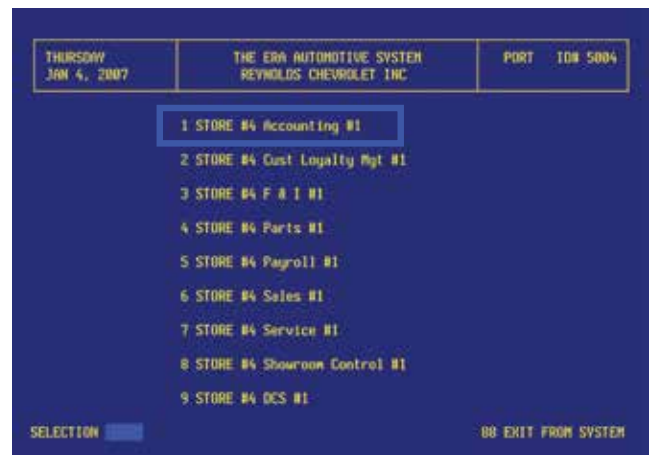 THURSDAY THE ERA AUTOMOTIVE SYSTEM PORT ID# 5004
JAN 4, 2007 REYNOLDS CHEVROLET INC
1 STORE #4 Accounting #1
2 STORE #4 Cust Loyalty Mgt #1
3 STORE #4 F & I #1
4 STORE #4 Parts #1
5 STORE #4 Payroll #1
6 STORE #4 Sales #1
7 STORE #4 Service #1
8 STORE #4 Showroom Control #1
9 STORE #4 DCS #1
SELECTION 88 EXIT FROM SYSTEM